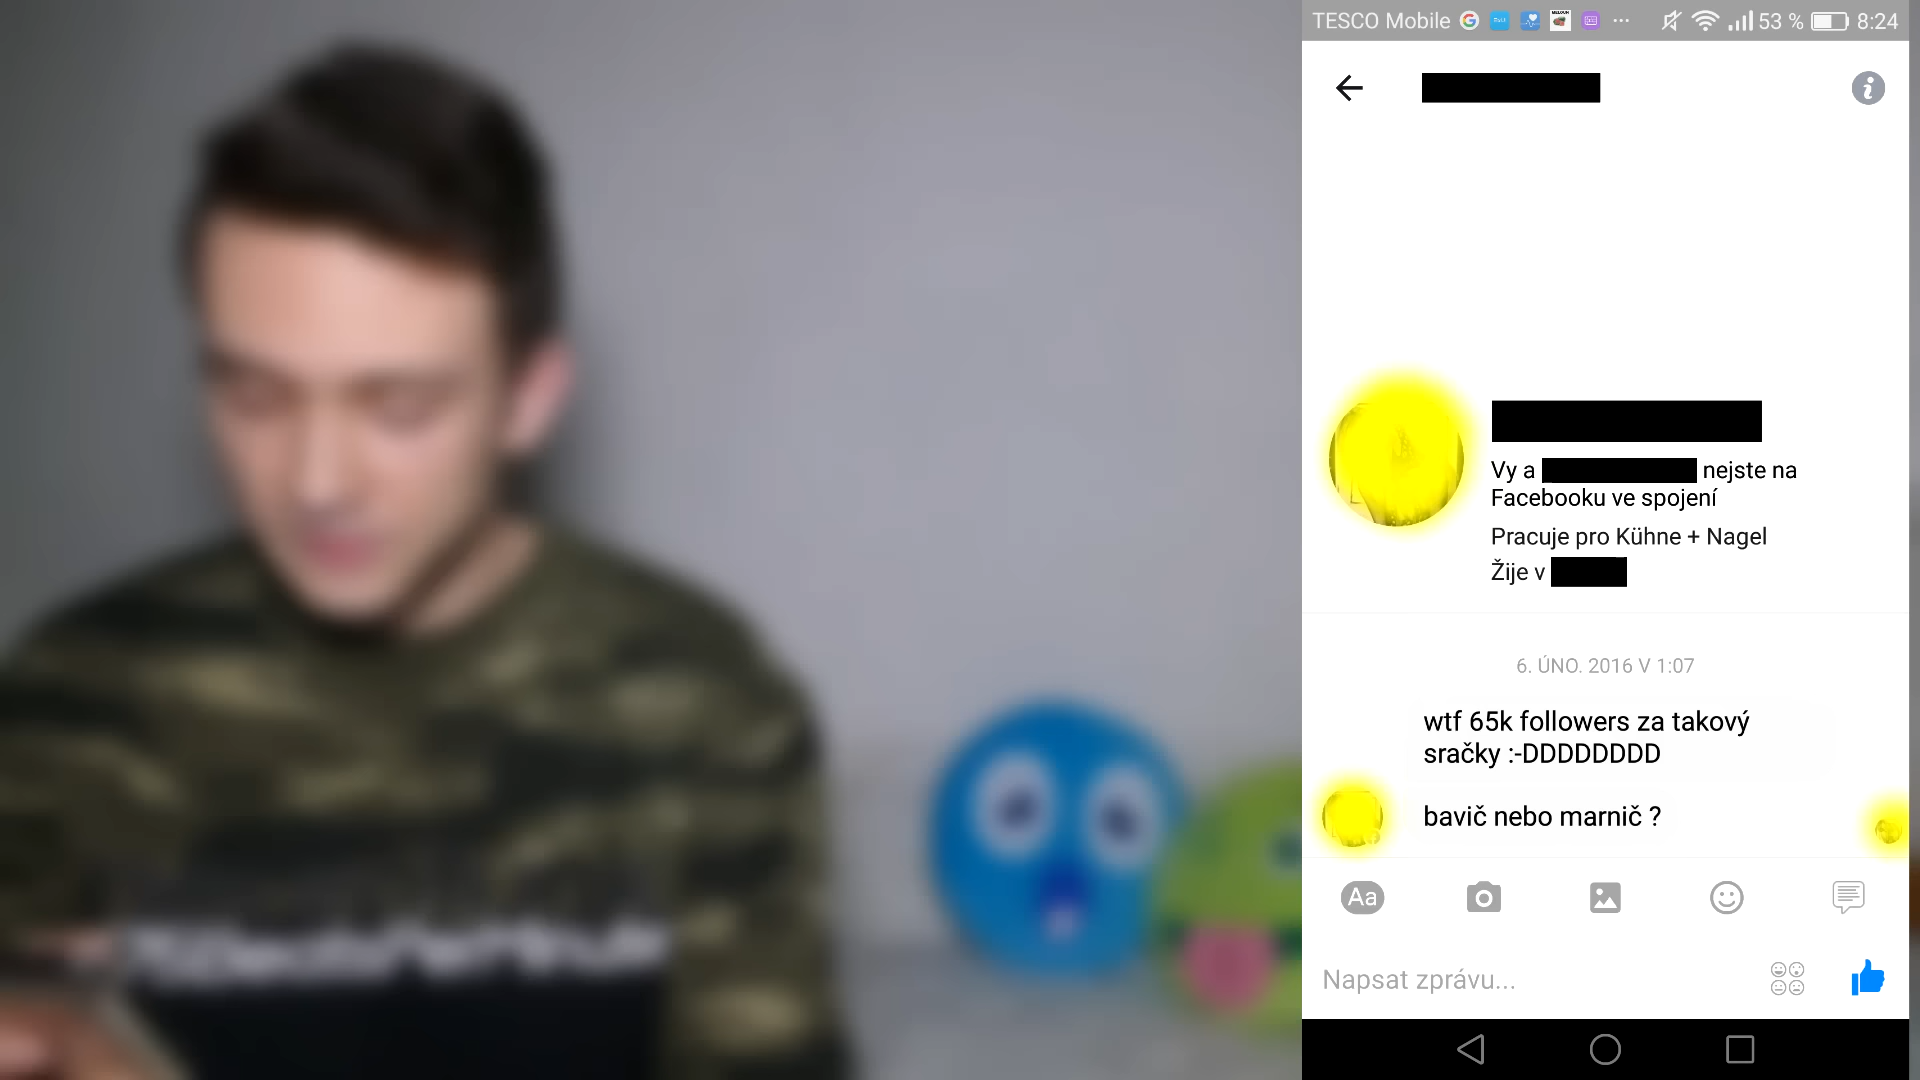 TESCO Mobile
53 % 8:24
Vy a nejste na
Facebooku ve spojení
Pracuje pro Kühne + Nagel
Žije v
6. ÚNO. 2016 V 1:07
wtf 65k followers za takový
sračky :-DDDDDDDD
bavič nebo marnič ?
Aa
Napsat zprávu...